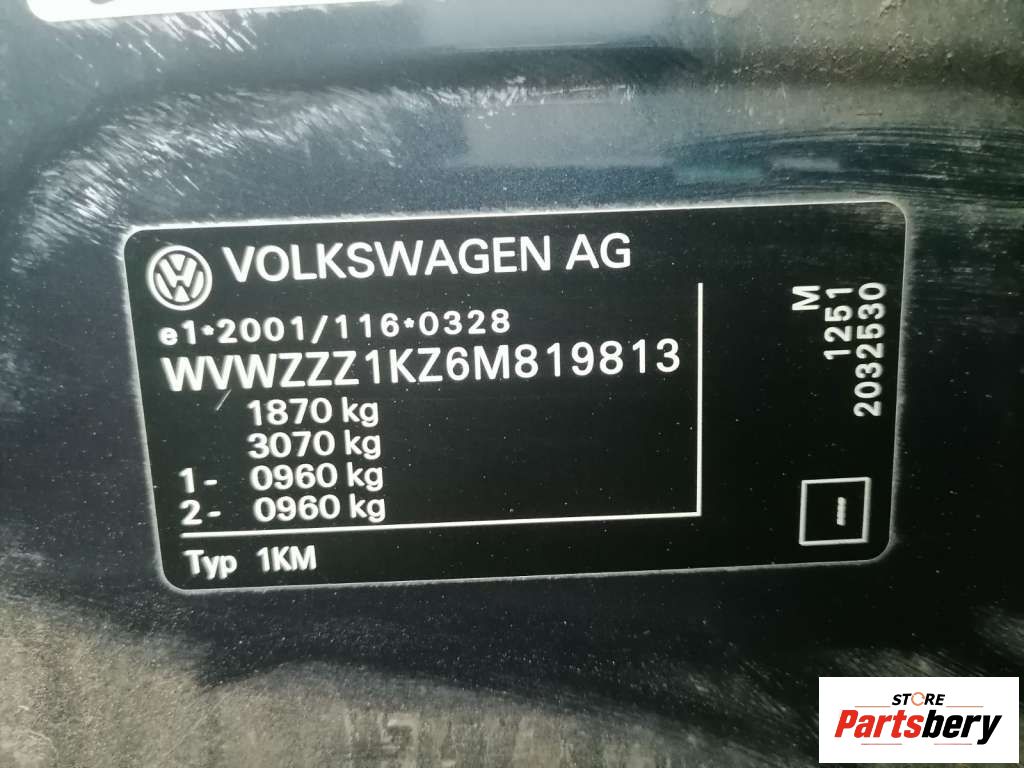 VOLKSWAGEN AG
e1*2001/116*0328
WVWZZZ1KZ6M819813
1870 kg
3070 kg
1- 0960 kg
2- 0960 kg
Typ 1KM
M
1251
2032530
STORE
Partsbery